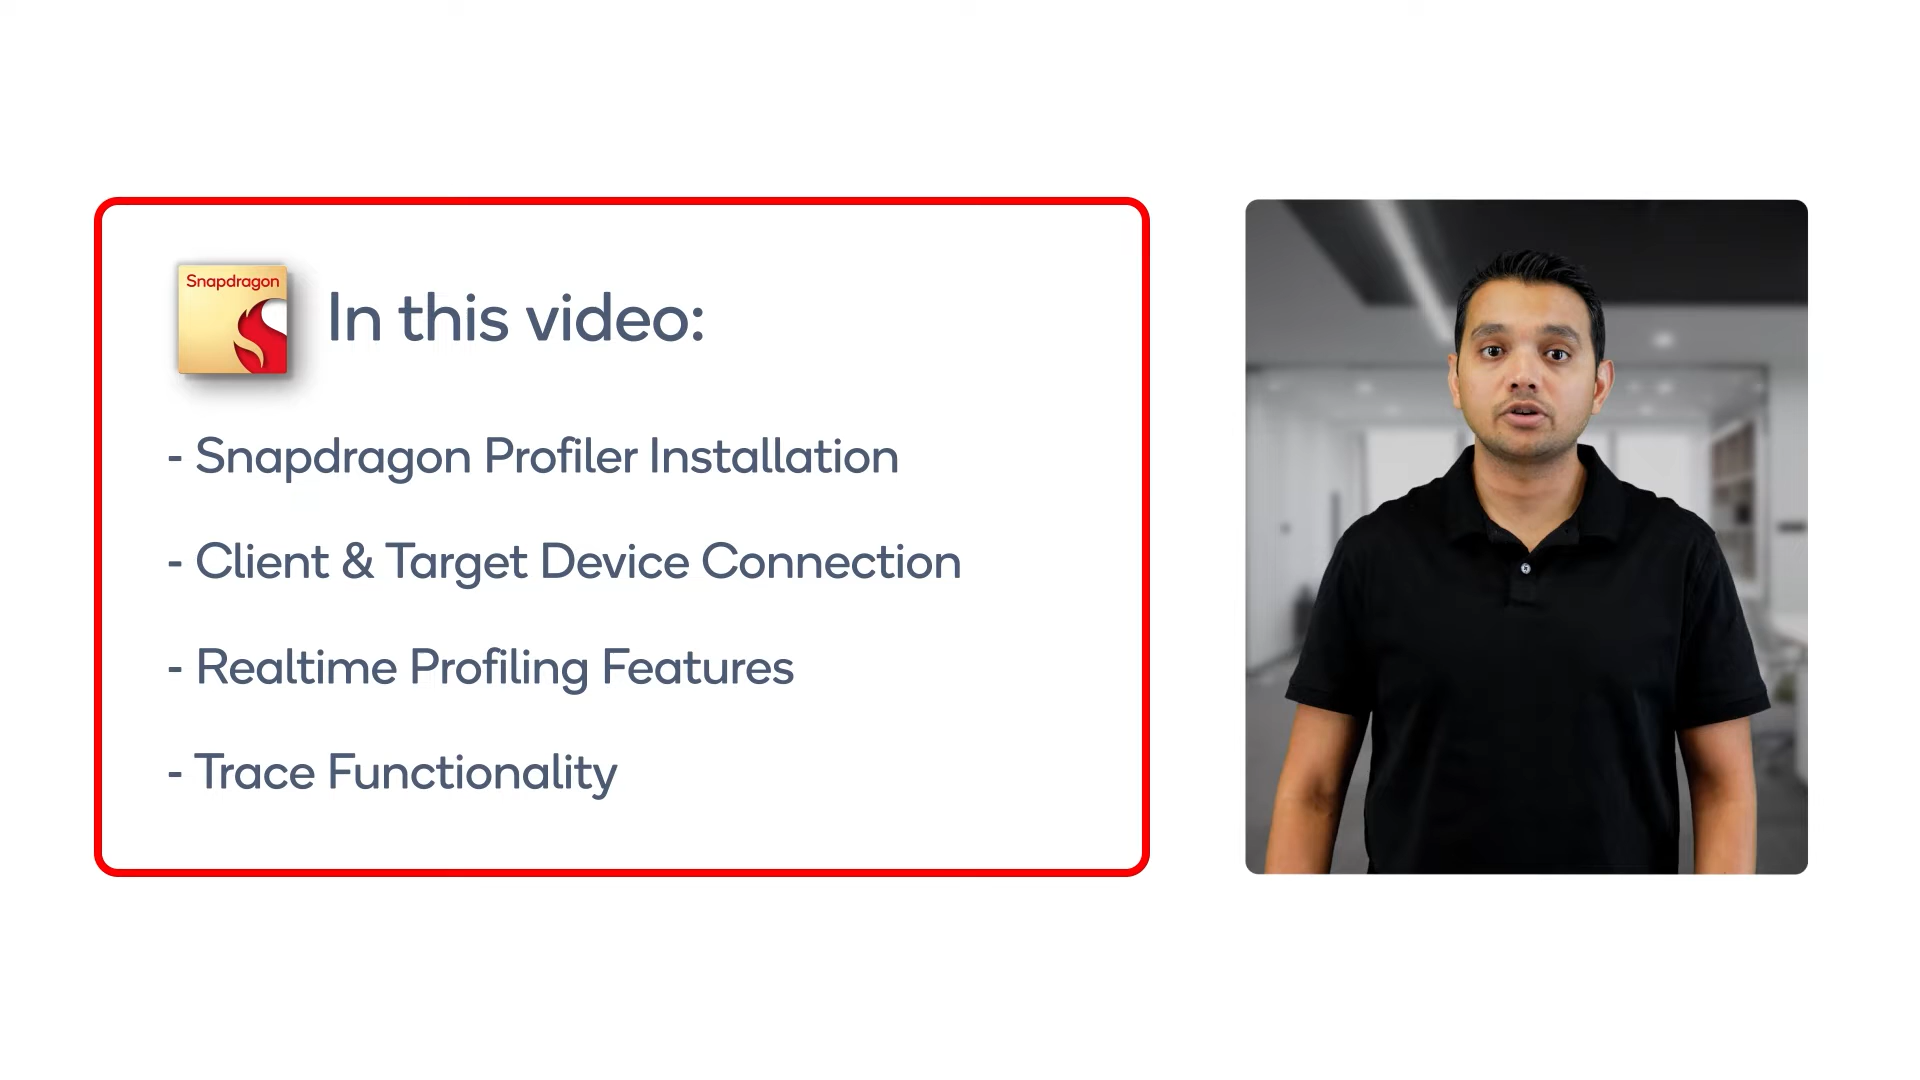 Snapdragon
In this video:
- Snapdragon Profiler Installation
- Client & Target Device Connection
- Realtime Profiling Features
- Trace Functionality